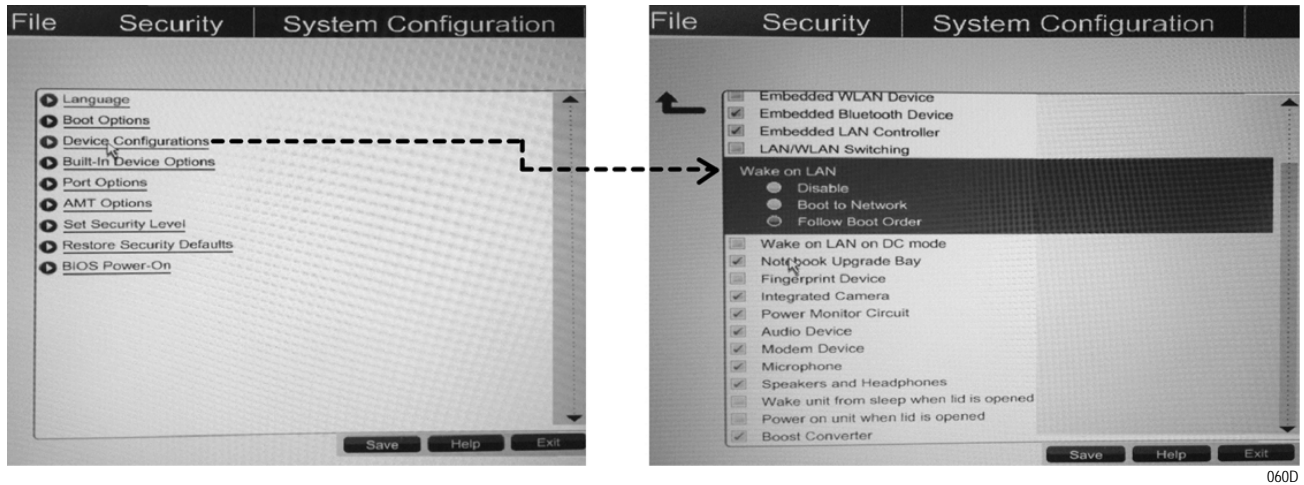 File Security System Configuration
Language
Boot Options
Device Configurations
Built-In Device Options
Port Options
AMT Options
Set Security Level
Restore Security Defaults
BIOS Power-On
Save Help Exit
File Security System Configuration
Embedded WLAN Device
Embedded Bluetooth Device
Embedded LAN Controller
LAN/WLAN Switching
Wake on LAN
Disable
Boot to Network
Follow Boot Order
Wake on LAN on DC mode
Notebook Upgrade Bay
Fingerprint Device
Integrated Camera
Power Monitor Circuit
Audio Device
Modem Device
Microphone
Speakers and Headphones
Wake unit from sleep when lid is opened
Power on unit when lid is opened
Boost Converter
Save Help Exit
060D